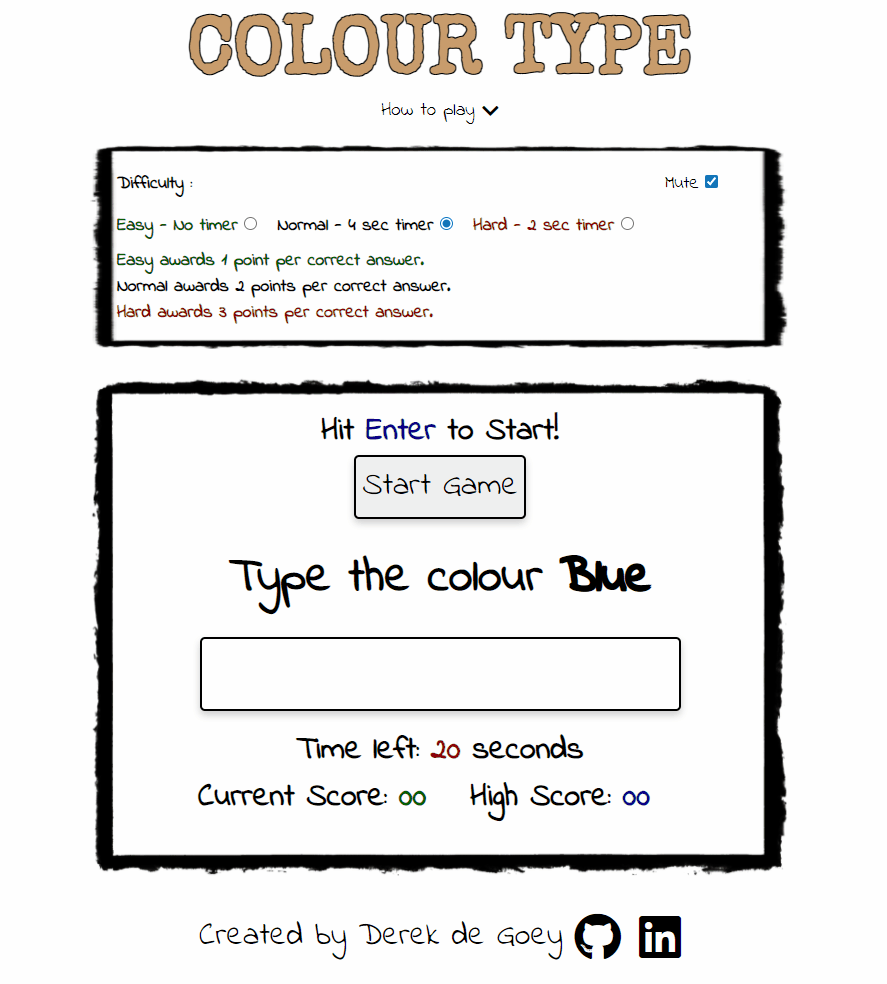 COLOUR TYPE
How to play
Difficulty :
Mute
Easy - No timer Normal - 4 sec timer Hard - 2 sec timer
Easy awards 1 point per correct answer.
Normal awards 2 points per correct answer.
Hard awards 3 points per correct answer.
Hit Enter to Start!
Start Game
Type the colour Blue
Time left: 20 seconds
Current Score: 00 High Score: 00
Created by Derek de Goey in